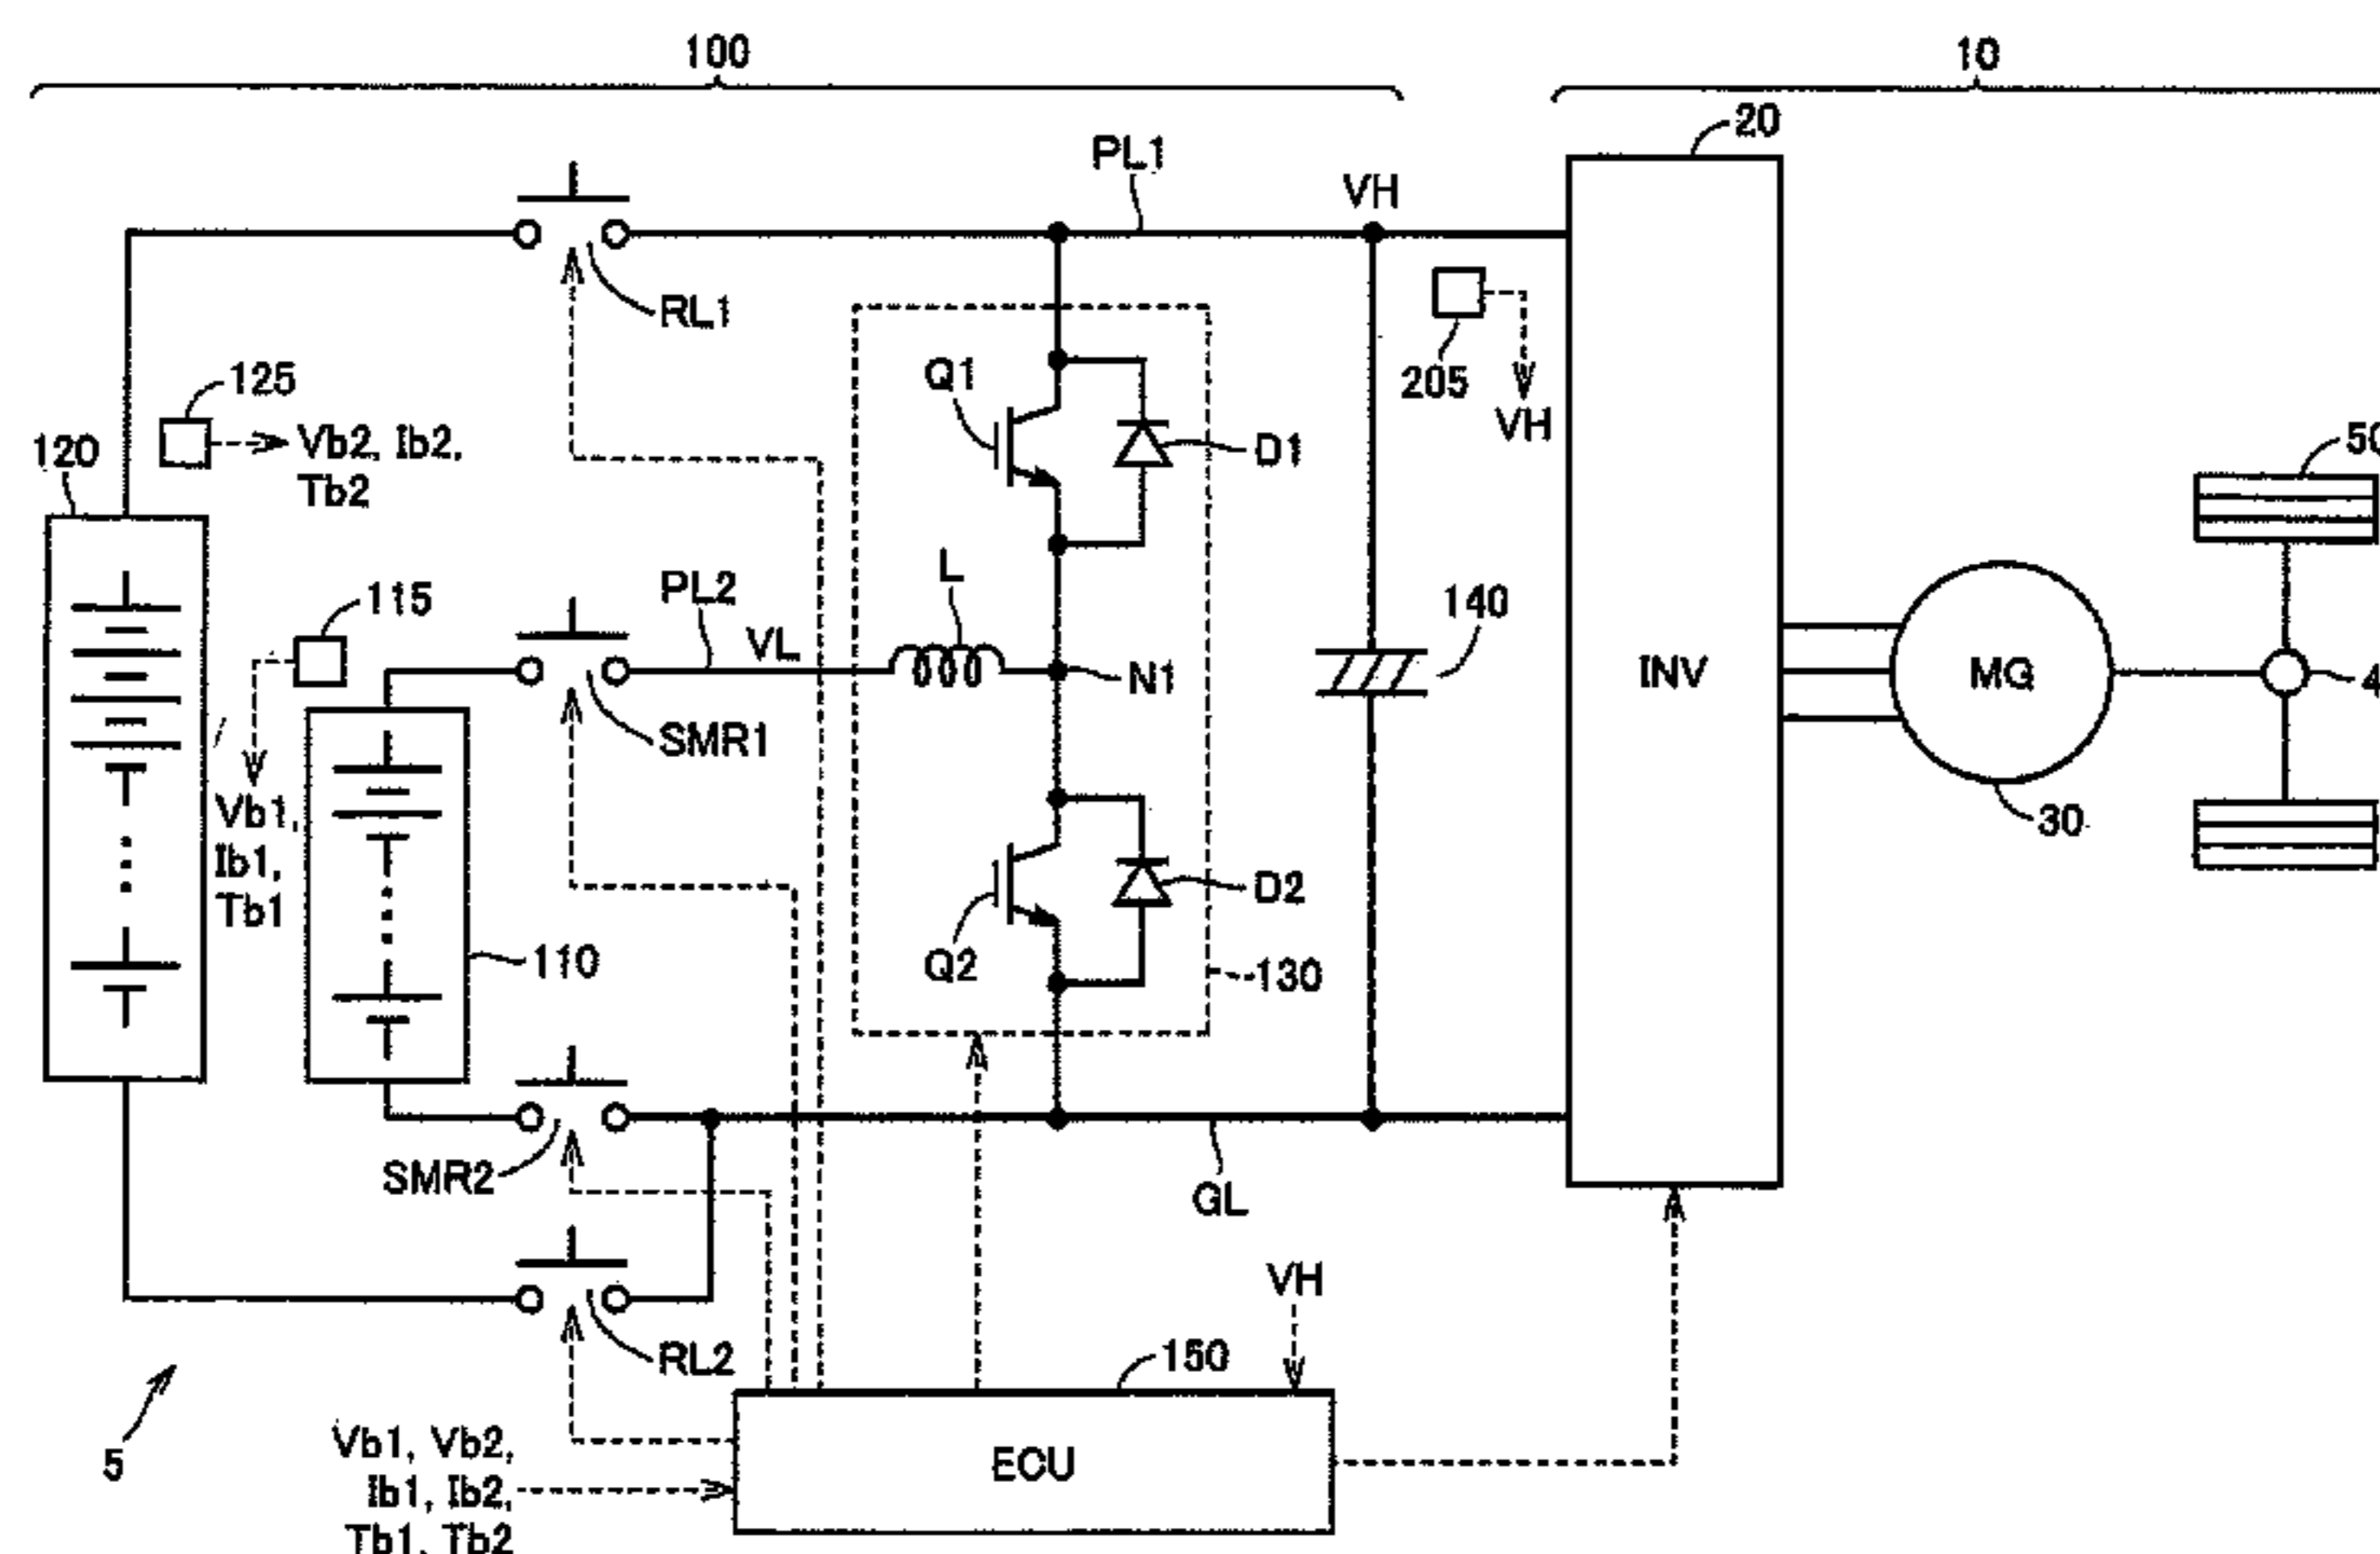 100
10
20
PL1
VH
RL1
125
Vb2, Ib2,
Tb2
120
Q1
D1
205
VH
50
115
PL2
VL
L
N1
140
INV
MG
4
SMR1
Vb1,
Ib1,
Tb1
30
110
Q2
D2
130
SMR2
GL
RL2
VH
150
5
Vb1, Vb2,
Ib1, Ib2,
Tb1, Tb2
ECU